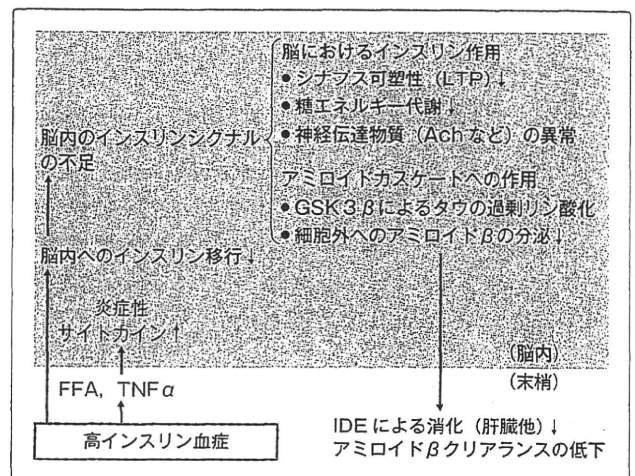 脳におけるインスリン作用
●シナプス可塑性(LTP)↓
●糖エネルギー代謝↓
●神経伝達物質(Achなど)の異常
脳内のインスリンシグナル
の不足
アミロイドカスケードへの作用
●GSK3βによるタウの過剰リン酸化
●細胞外へのアミロイドβの分泌↓
脳内へのインスリン移行↓
炎症性
サイトカイン↑
(脳内)
(末梢)
FFA, TNFα
高インスリン血症
IDEによる消化(肝臓他)↓
アミロイドβクリアランスの低下